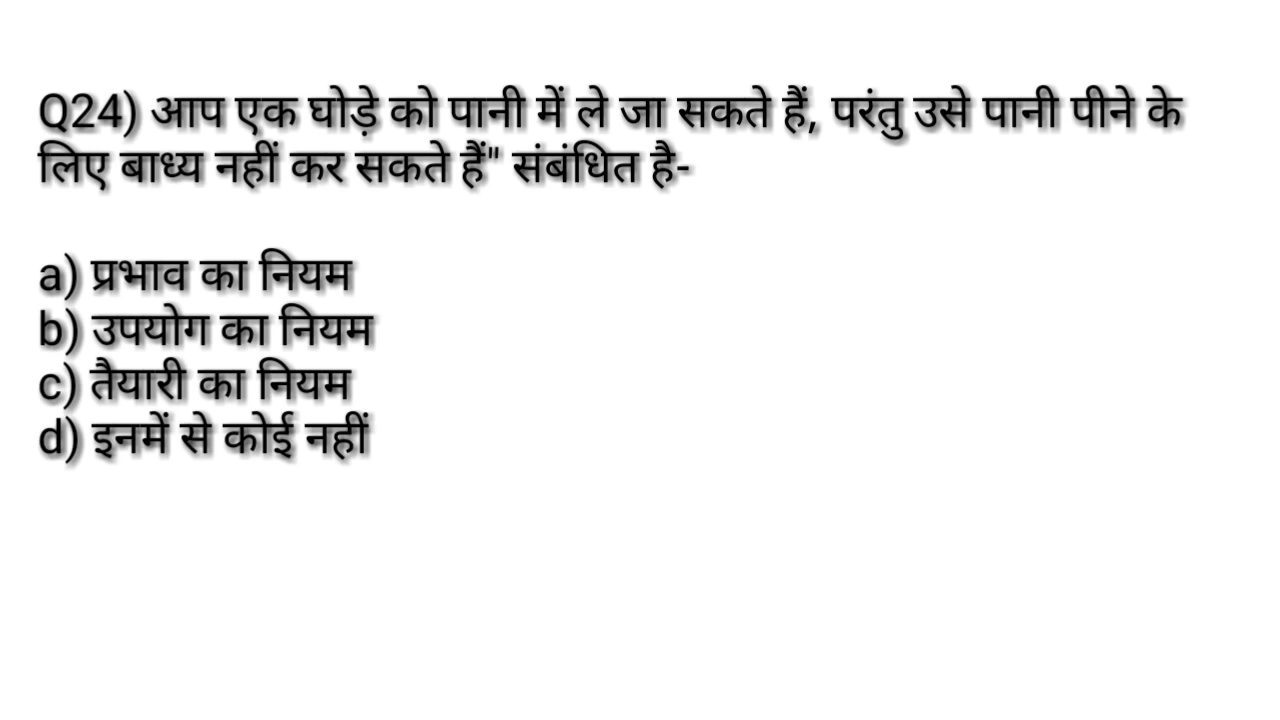 Q24) आप एक घोड़े को पानी में ले जा सकते हैं, परंतु उसे पानी पीने के
लिए बाध्य नहीं कर सकते हैं" संबंधित है-
a) प्रभाव का नियम
b) उपयोग का नियम
c) तैयारी का नियम
d) इनमें से कोई नहीं